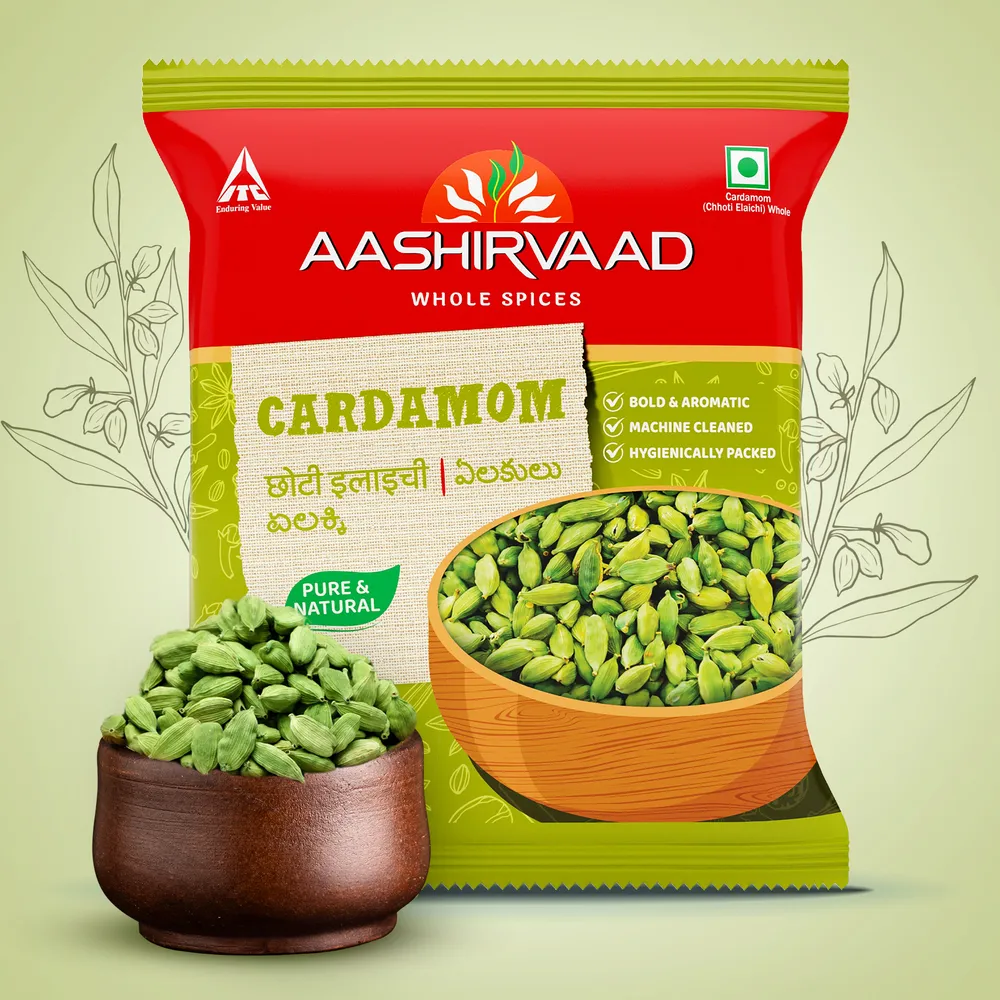 ITC
Enduring Value
Cardamom
(Chhoti Elaichi) Whole
AASHIRVAAD
WHOLE SPICES
CARDAMOM
छोटी इलाइची | ఏలకులు
ಏಲಕ್ಕಿ
BOLD & AROMATIC
MACHINE CLEANED
HYGIENICALLY PACKED
PURE &
NATURAL